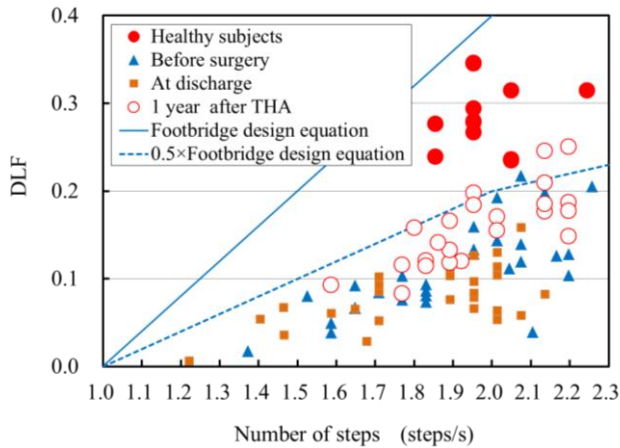 0.4
Healthy subjects
Before surgery
At discharge
1 year after THA
Footbridge design equation
0.5×Footbridge design equation
0.3
DLF
0.2
0.1
0.0
1.0 1.1 1.2 1.3 1.4 1.5 1.6 1.7 1.8 1.9 2.0 2.1 2.2 2.3
Number of steps (steps/s)